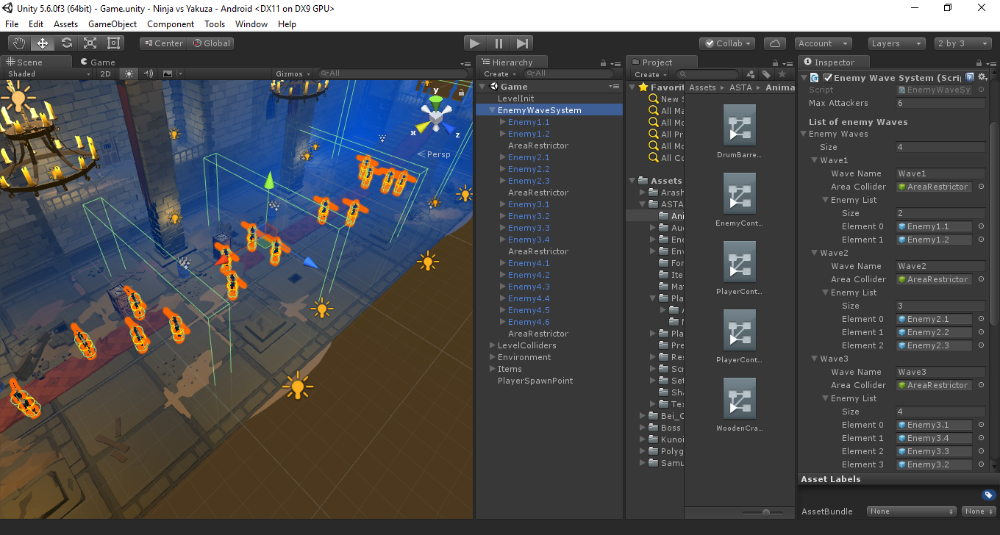 Unity 5.6.0f3 (64bit) - Game.unity - Ninja vs Yakuza - Android <DX11 on DX9 GPU>
File Edit Assets GameObject Component Tools Window Help
Center Global Collab Account Layers 2 by 3
Scene Game
Shaded 2D Gizmos All
y
x
z
Persp
Hierarchy
Create All
Game
LevelInit
EnemyWaveSystem
Enemy1.1
Enemy1.2
AreaRestrictor
Enemy2.1
Enemy2.2
Enemy2.3
AreaRestrictor
Enemy3.1
Enemy3.2
Enemy3.3
Enemy3.4
AreaRestrictor
Enemy4.1
Enemy4.2
Enemy4.3
Enemy4.4
Enemy4.5
Enemy4.6
AreaRestrictor
LevelColliders
Environment
Items
PlayerSpawnPoint
Project
Create
Favorit
New S
All Ma
All Mo
All Pr
All Mo
All Co
Assets
Arash
ASTA
Ani
Au
Ene
Env
For
Ite
Mat
Pla
Pla
Pre
Res
Scr
Set
Sha
Tex
Bei_C
Boss
Kunoi
Polyg
Samu
Assets ASTA Anima
DrumBarre...
EnemyCont...
PlayerCont...
PlayerCont...
WoodenCra...
Inspector
Enemy Wave System (Scri
Script EnemyWaveSy
Max Attackers 6
List of enemy Waves
Enemy Waves
Size 4
Wave1
Wave Name Wave1
Area Collider AreaRestrictor
Enemy List
Size 2
Element 0 Enemy1.1
Element 1 Enemy1.2
Wave2
Wave Name Wave2
Area Collider AreaRestrictor
Enemy List
Size 3
Element 0 Enemy2.1
Element 1 Enemy2.2
Element 2 Enemy2.3
Wave3
Wave Name Wave3
Area Collider AreaRestrictor
Enemy List
Size 4
Element 0 Enemy3.1
Element 1 Enemy3.4
Element 2 Enemy3.3
Element 3 Enemy3.2
Asset Labels
AssetBundle None None